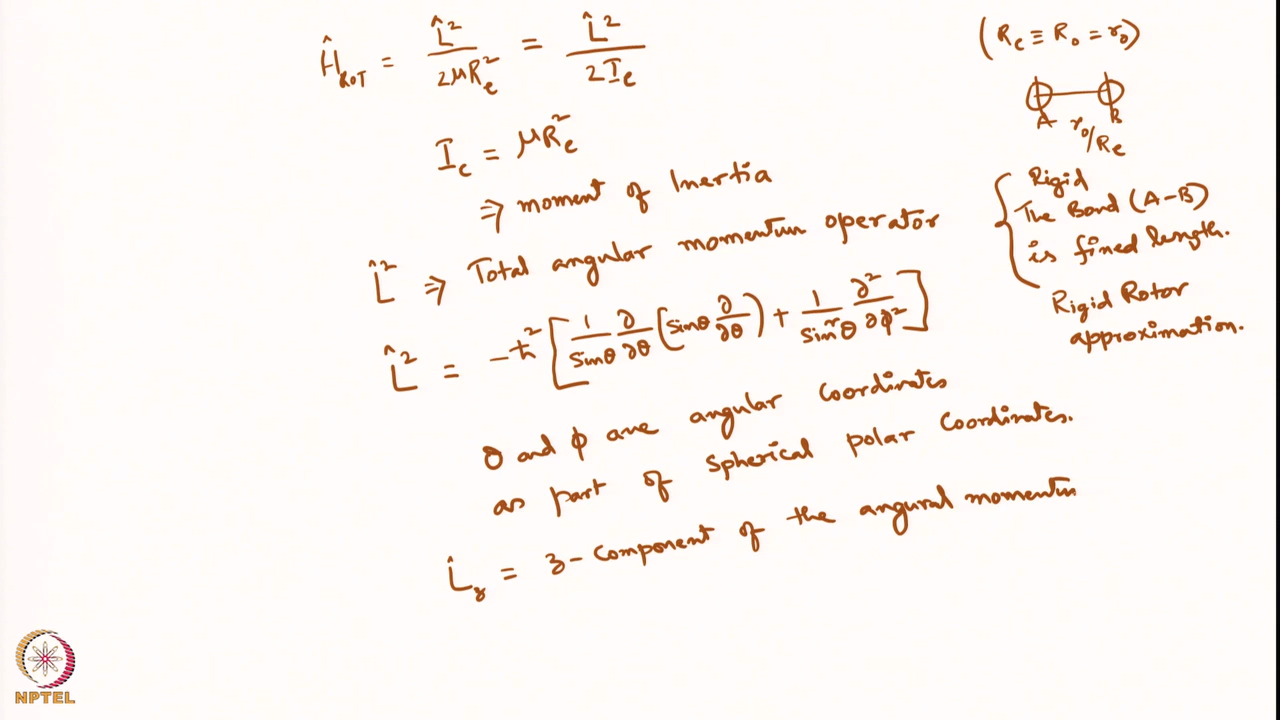 Ĥ_ROT = L̂²/2μR_e² = L̂²/2I_e
(R_e ≡ R_0 = r_0)
A B
r_0/R_e
I_e = μR_e²
⇒ moment of Inertia
Rigid
The Bond (A-B)
is fined length.
Rigid Rotor
approximation.
L̂² ⇒ Total angular momentum operator
L̂² = -ħ² [ 1/sinθ ∂/∂θ (sinθ ∂/∂θ) + 1/sin²θ ∂²/∂ϕ² ]
θ and ϕ are angular coordinates
as part of spherical polar coordinates.
L̂_z = z-component of the angural momentum
NPTEL